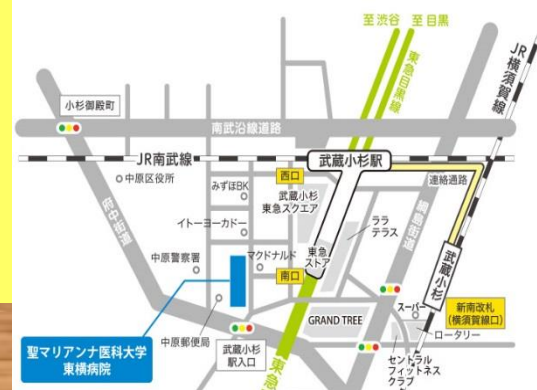 至渋谷 至目黒
東急目黒線
JR横須賀線
小杉御殿町
南武沿線道路
JR南武線
武蔵小杉駅
中原区役所
みずほBK
西口
武蔵小杉
東急スクエア
連絡通路
綱島街道
府中街道
イトーヨーカドー
ララ
テラス
中原警察署
マクドナルド
東急
ストア
南口
武蔵小杉
新南改札
(横須賀線口)
スーパー
ロータリー
GRAND TREE
中原郵便局
武蔵小杉
駅入口
聖マリアンナ医科大学
東横病院
セントラル
フィットネス
クラブ
東急